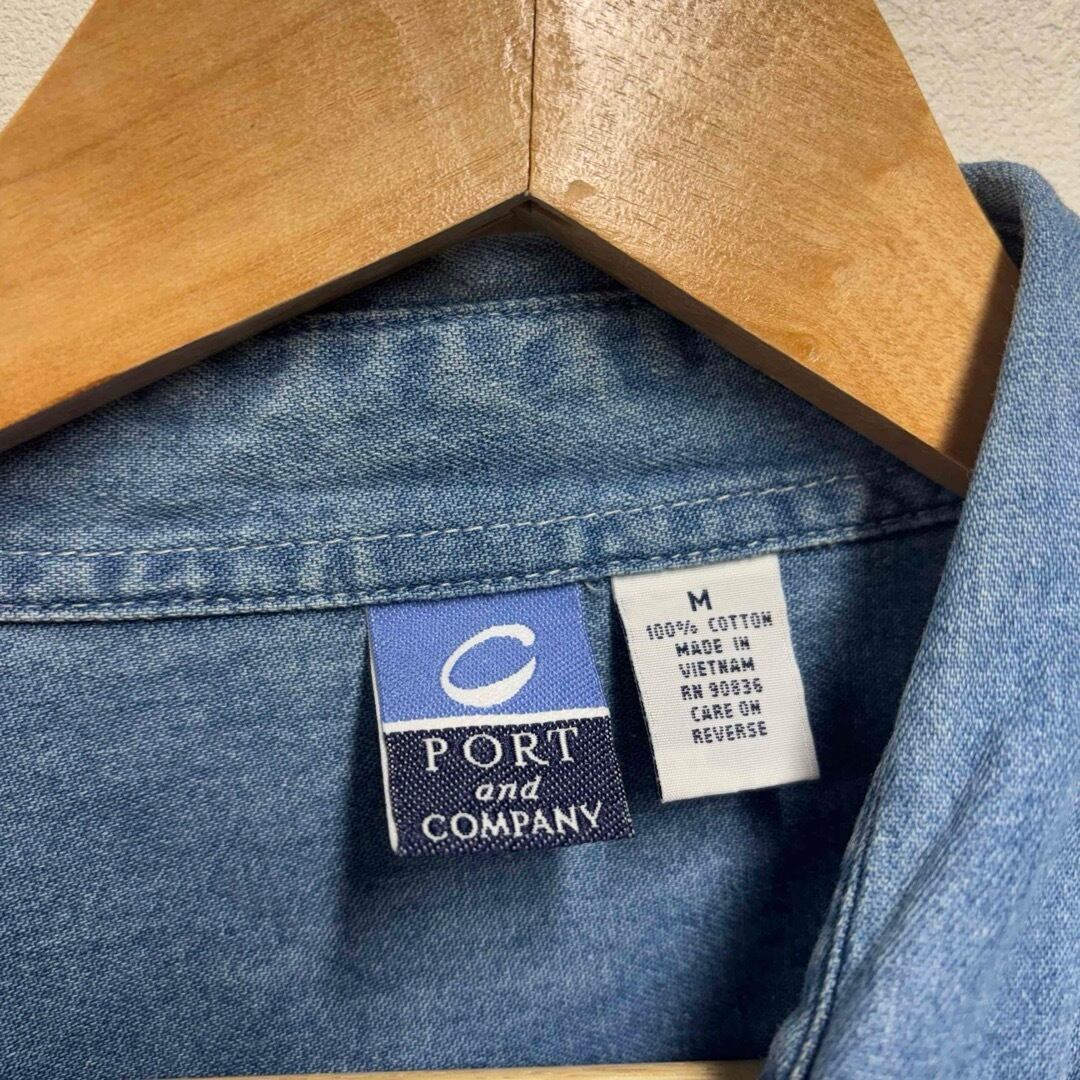 PORT
and
COMPANY
M
100% COTTON
MADE IN
VIETNAM
RN 90836
CARE ON
REVERSE